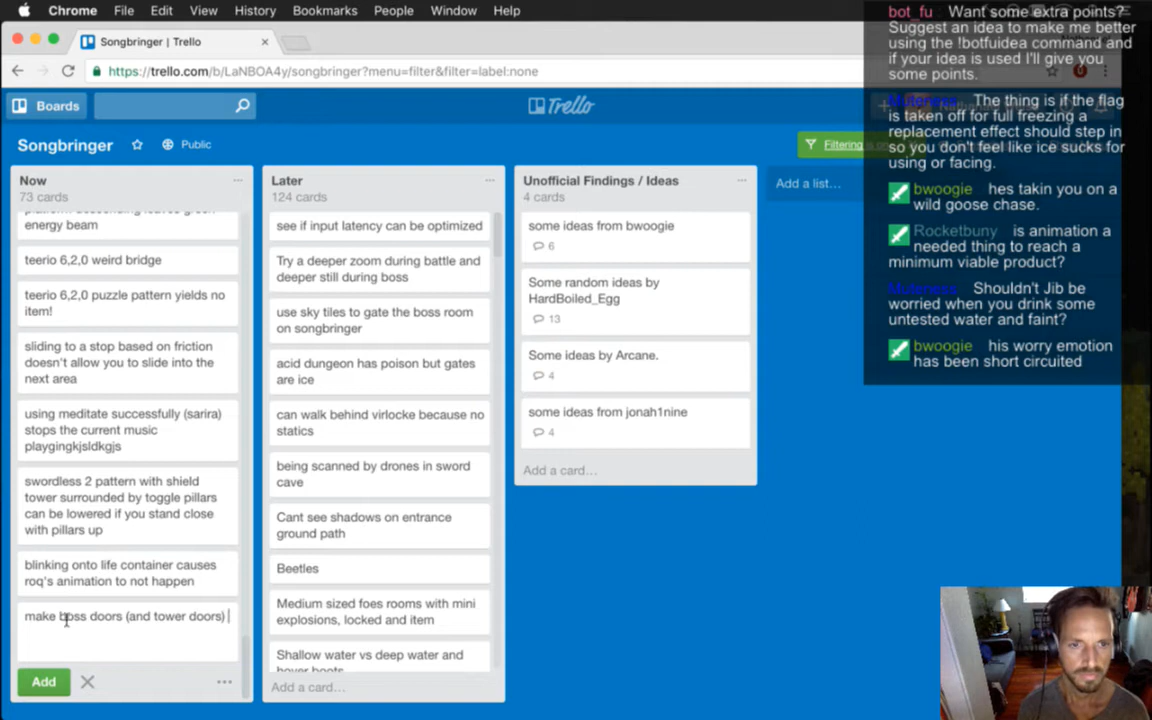 Chrome File Edit View History Bookmarks People Window Help
Songbringer | Trello
https://trello.com/b/LaNBOA4y/songbringer?menu=filter&filter=label:none
Boards
Trello
Songbringer
Public
Filtering is on
Now
73 cards
energy beam
teerio 6,2,0 weird bridge
teerio 6,2,0 puzzle pattern yields no
item!
sliding to a stop based on friction
doesn't allow you to slide into the
next area
using meditate successfully (sarira)
stops the current music
playgingkjsldkgjs
swordless 2 pattern with shield
tower surrounded by toggle pillars
can be lowered if you stand close
with pillars up
blinking onto life container causes
roq's animation to not happen
make boss doors (and tower doors)
Add
Later
124 cards
see if input latency can be optimized
Try a deeper zoom during battle and
deeper still during boss
use sky tiles to gate the boss room
on songbringer
acid dungeon has poison but gates
are ice
can walk behind virlocke because no
statics
being scanned by drones in sword
cave
Cant see shadows on entrance
ground path
Beetles
Medium sized foes rooms with mini
explosions, locked and item
Shallow water vs deep water and
hover boots
Add a card…
Unofficial Findings / Ideas
4 cards
some ideas from bwoogie
6
Some random ideas by
HardBoiled_Egg
13
Some ideas by Arcane.
4
some ideas from jonah1nine
4
Add a card…
Add a list…
bot_fu Want some extra points?
Suggest an idea to make me better
using the !botfuidea command and
if your idea is used I'll give you
some points.
Muteness The thing is if the flag
is taken off for full freezing a
replacement effect should step in
so you don't feel like ice sucks for
using or facing.
bwoogie hes takin you on a
wild goose chase.
Rocketbuny is animation a
needed thing to reach a
minimum viable product?
Muteness Shouldn't Jib be
worried when you drink some
untested water and faint?
bwoogie his worry emotion
has been short circuited